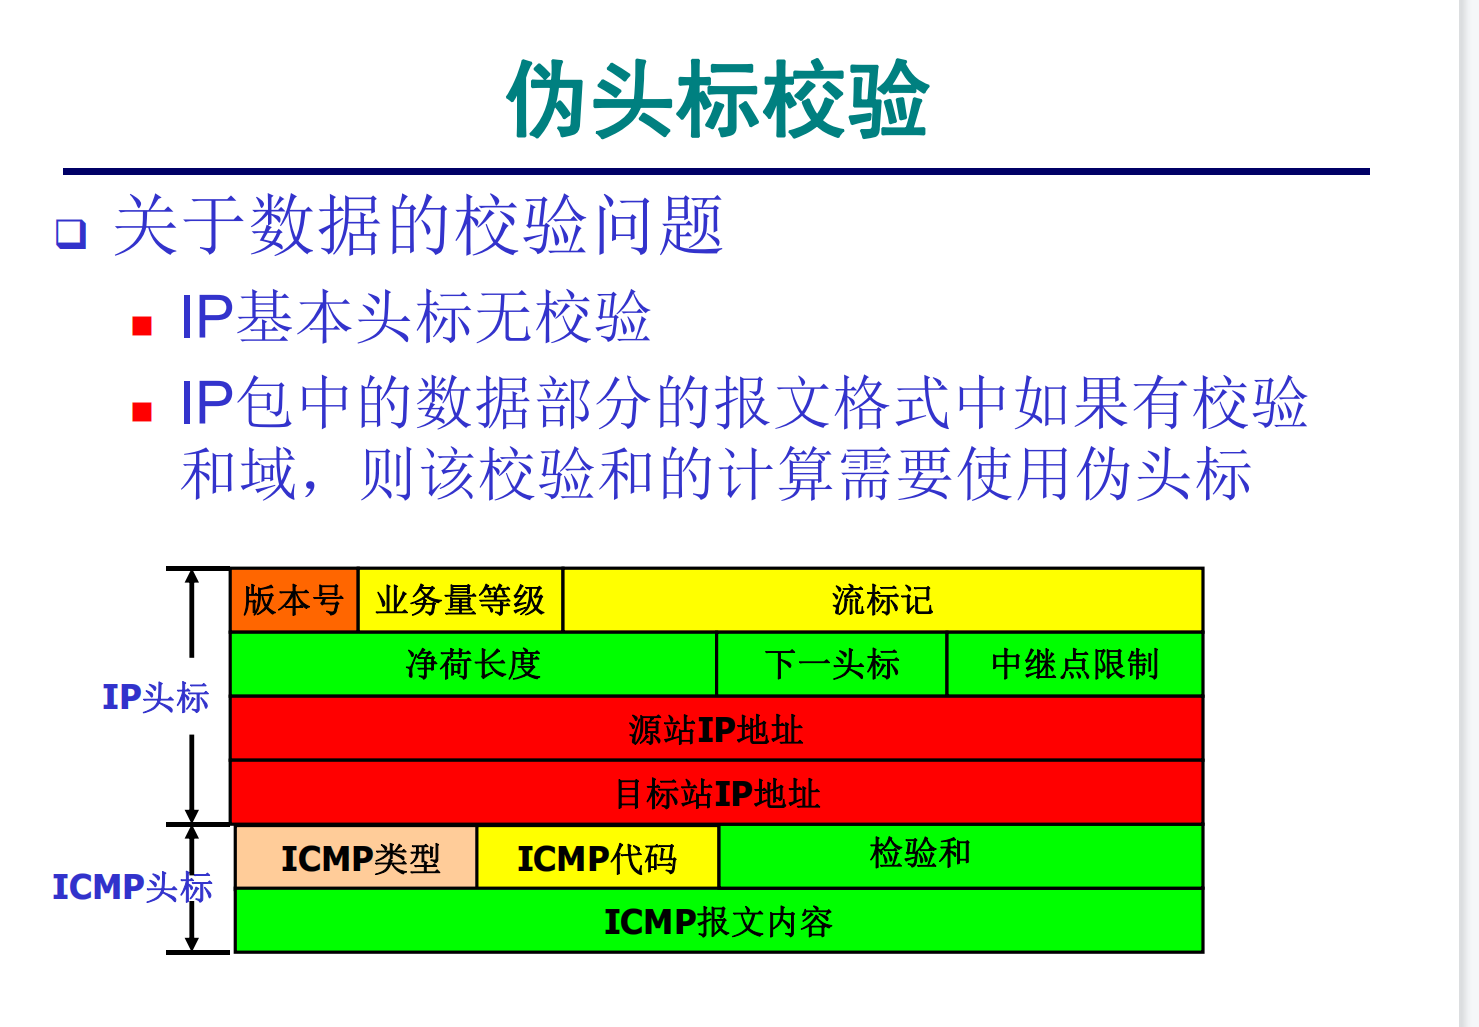 伪头标校验
关于数据的校验问题
IP基本头标无校验
IP包中的数据部分的报文格式中如果有校验
和域，则该校验和的计算需要使用伪头标
版本号 业务量等级 流标记
净荷长度 下一头标 中继点限制
IP头标
源站IP地址
目标站IP地址
ICMP类型 ICMP代码 检验和
ICMP头标
ICMP报文内容